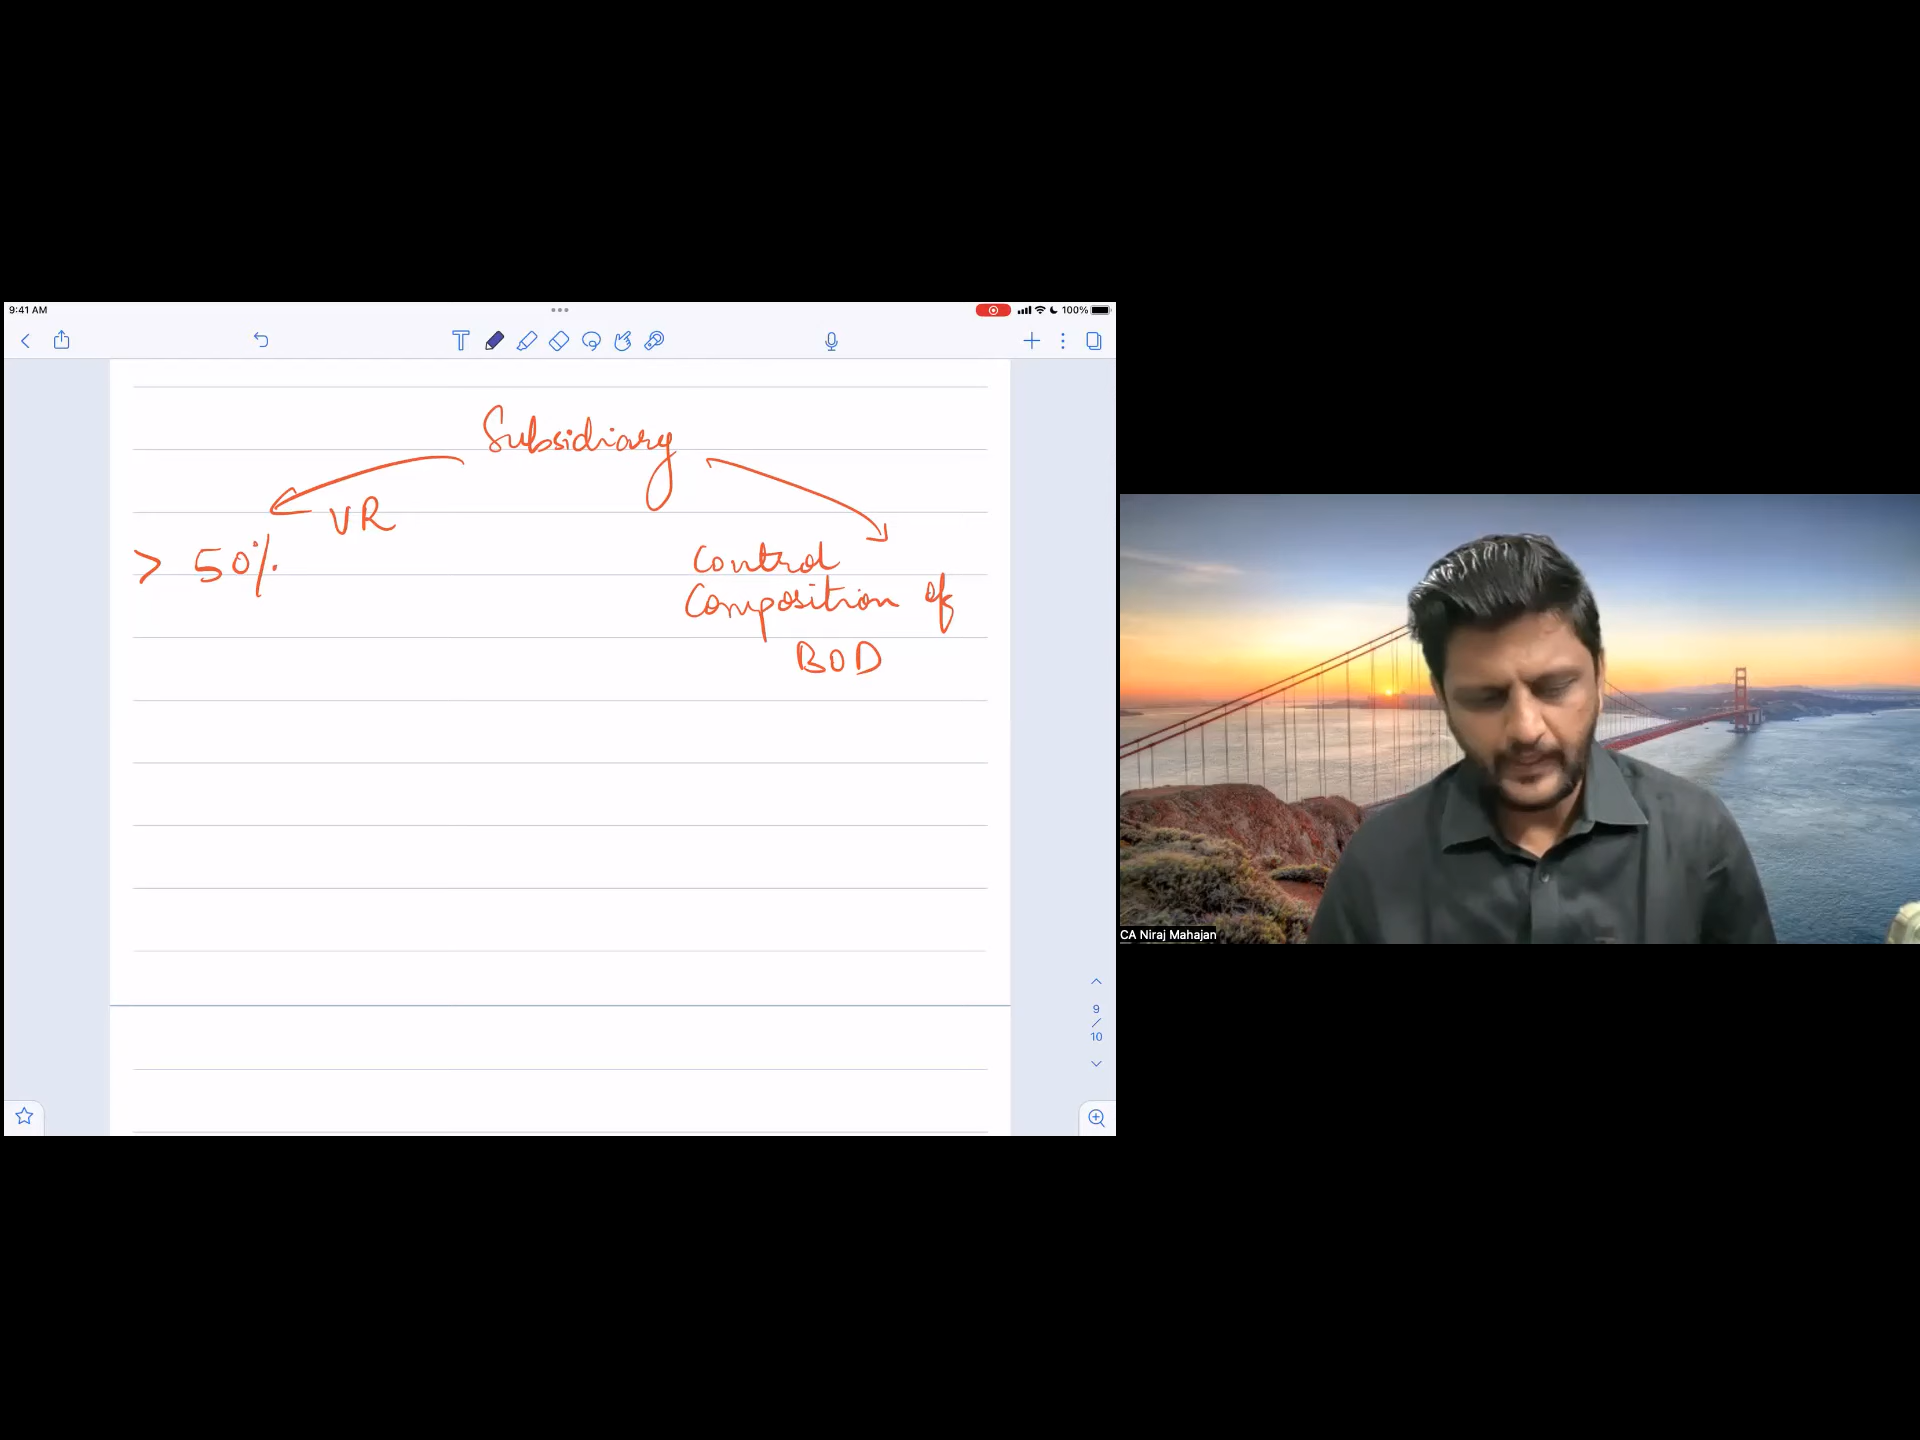 9:41 AM
100%
T
Subsidiary
VR
> 50%
Control
Composition of
BOD
CA Niraj Mahajan
9
/
10